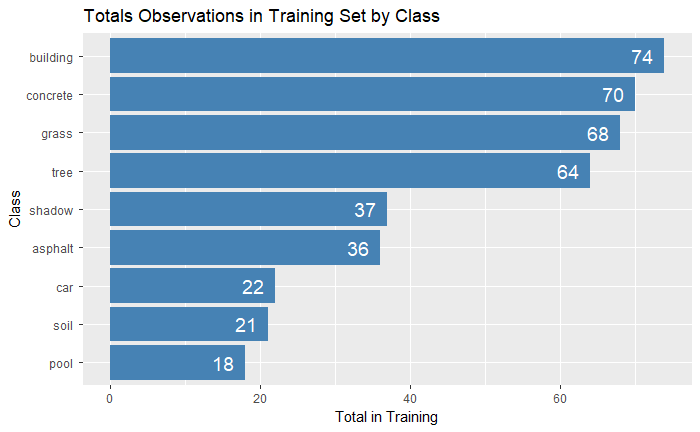 Totals Observations in Training Set by Class
building 74
concrete 70
grass 68
tree 64
shadow 37
asphalt 36
car 22
soil 21
pool 18
Class
0 20 40 60
Total in Training